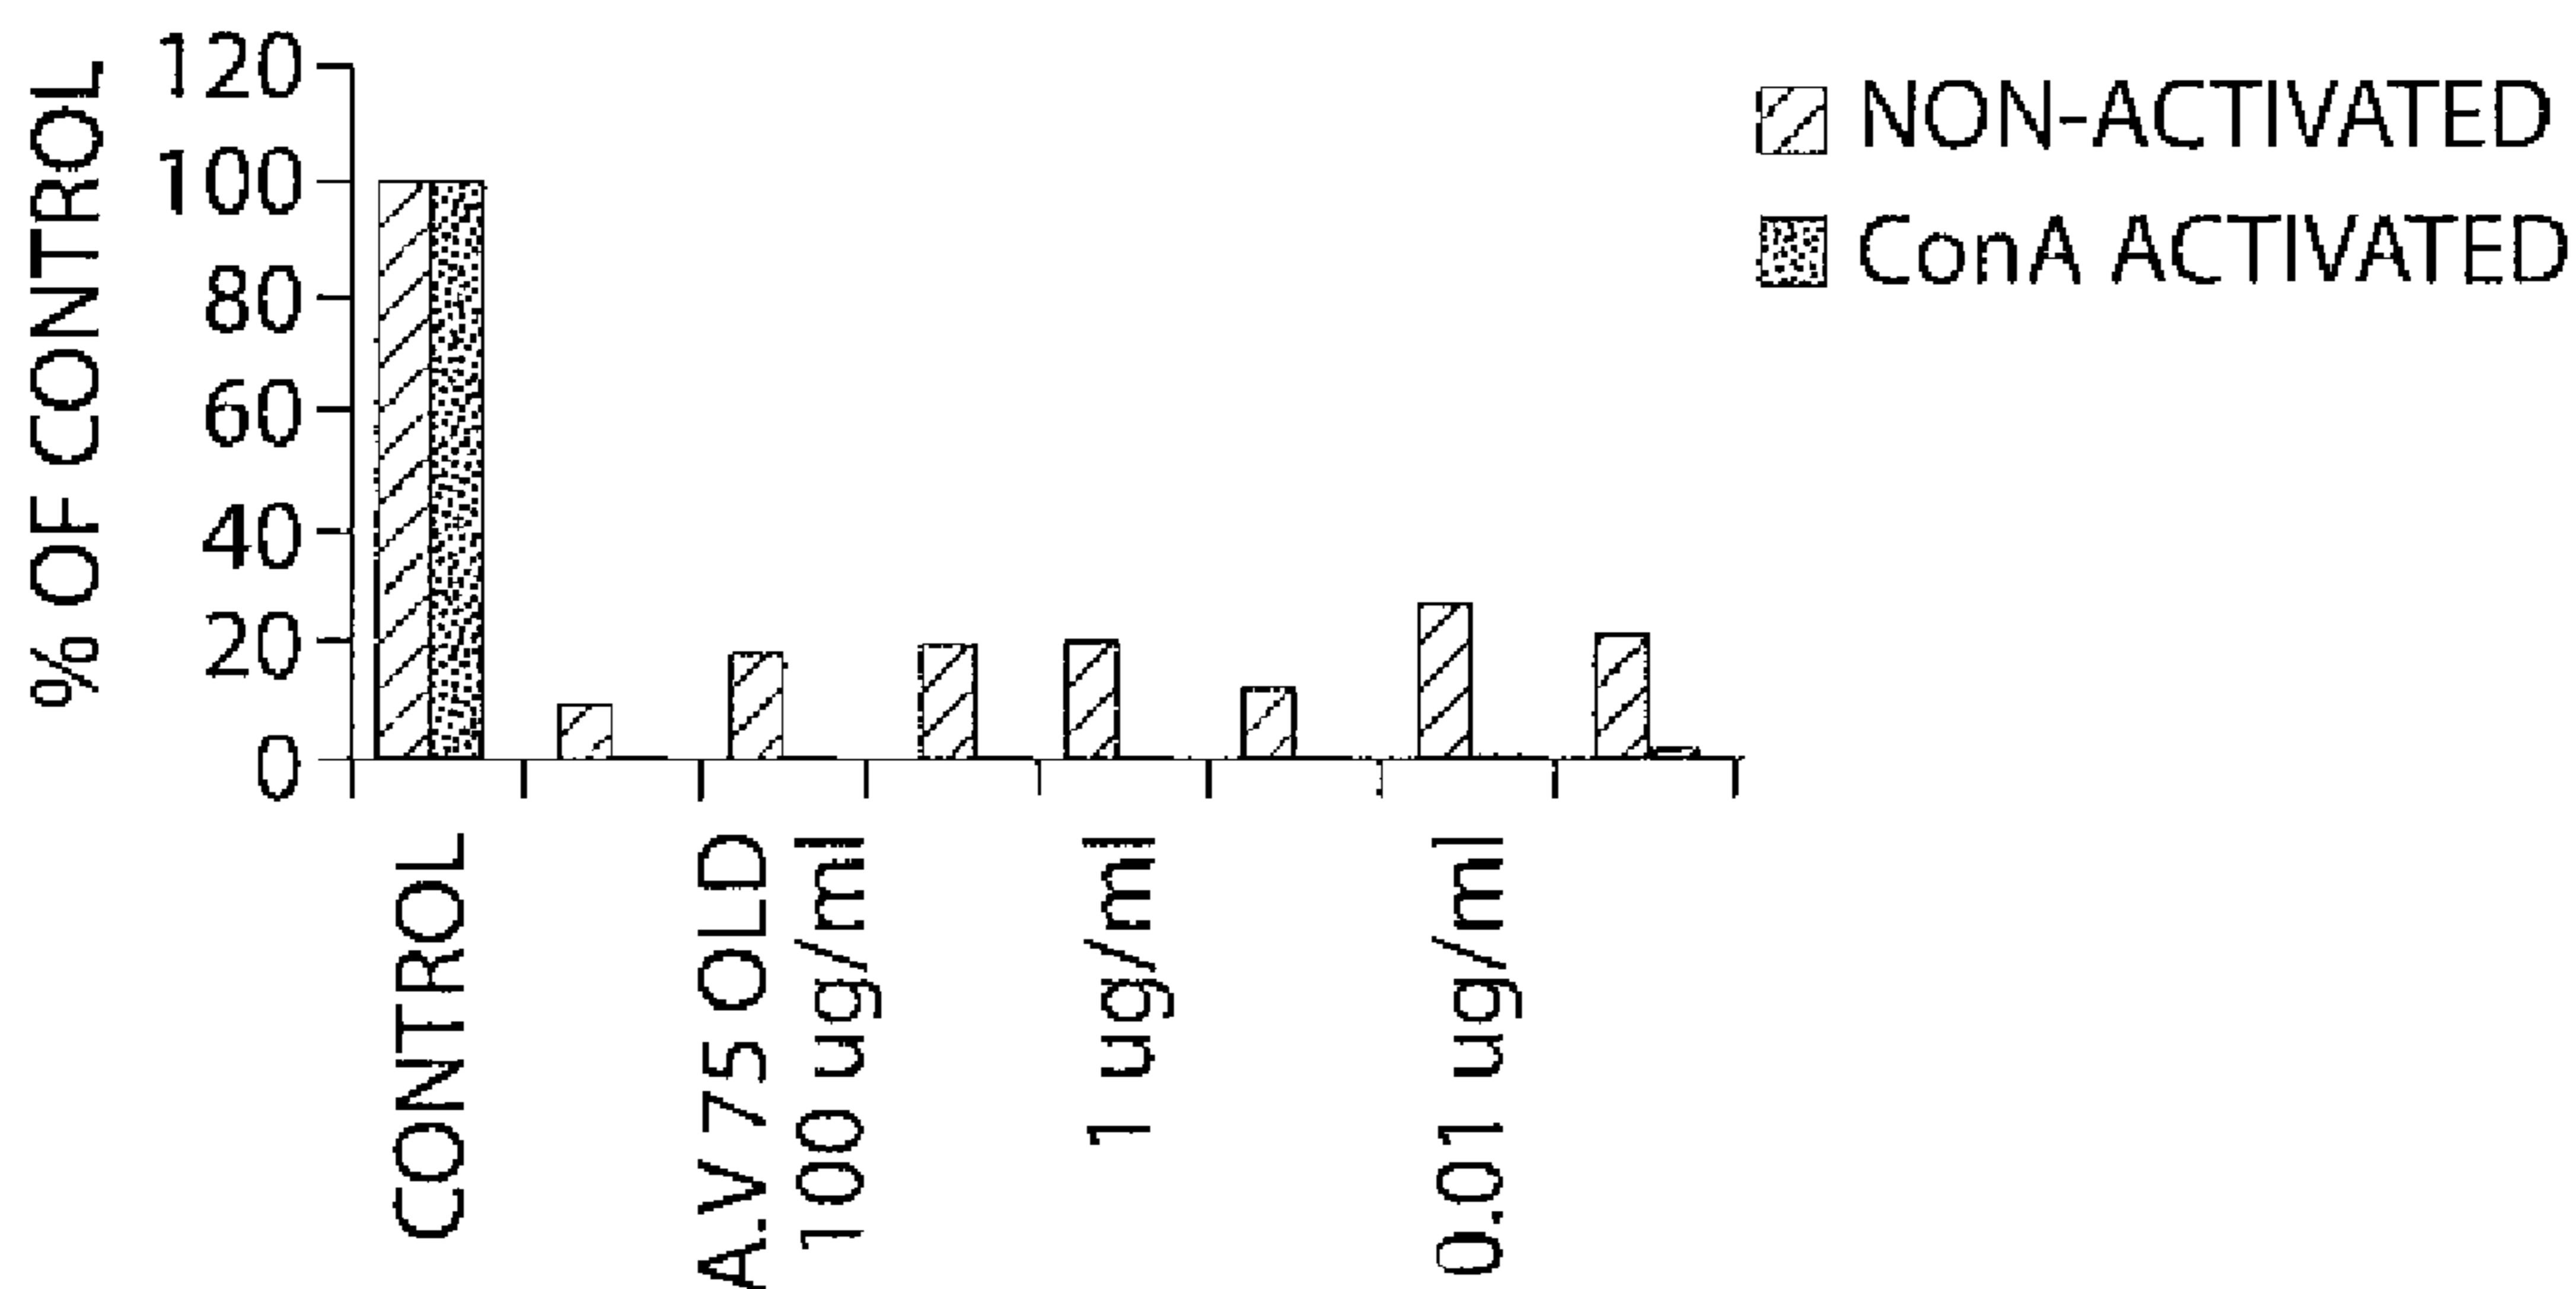 % OF CONTROL
120
100
80
60
40
20
0
NON-ACTIVATED
ConA ACTIVATED
CONTROL
A.V 75 OLD
100 ug/ml
1 ug/ml
0.01 ug/ml